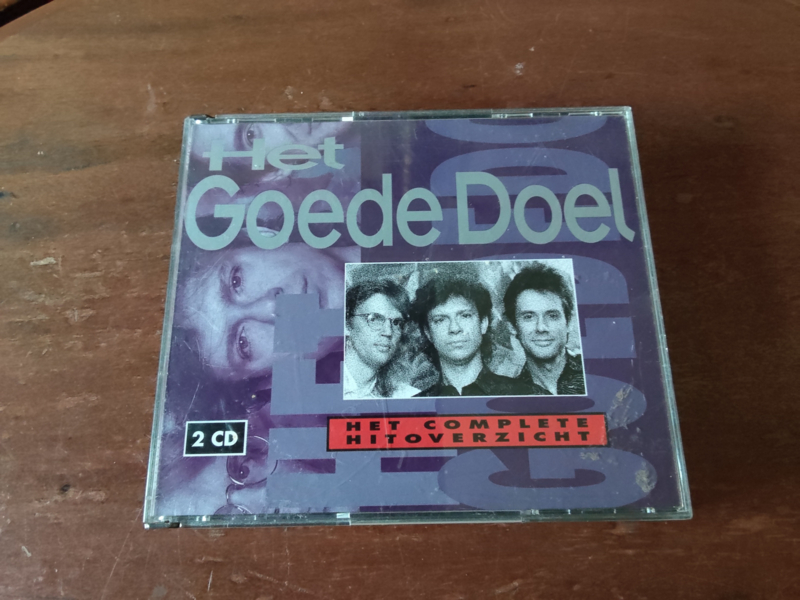 Het
Goede Doel
HET COMPLETE
HITOVERZICHT
2 CD